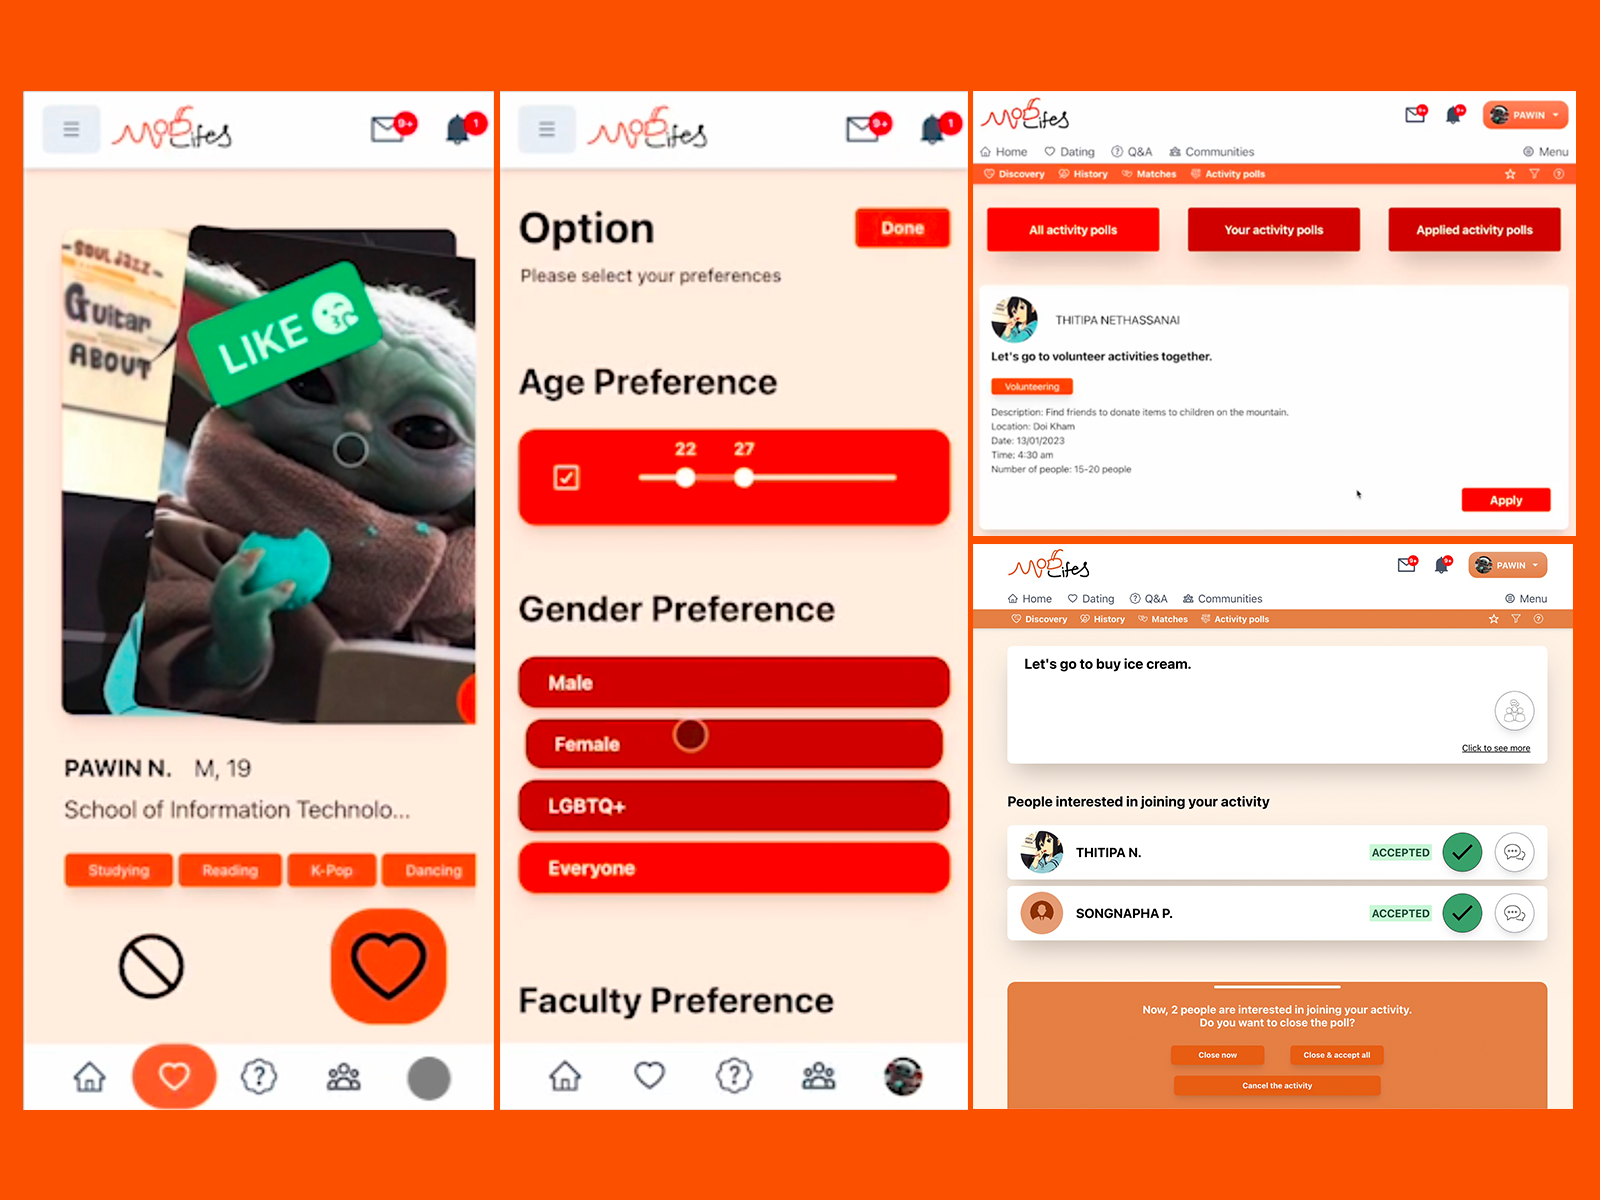 ModLifes
9+
1
SOUL JAZZ
Guitar
ABOUT
LIKE
PAWIN N. M, 19
School of Information Technolo...
Studying Reading K-Pop Dancing
ModLifes
9+
1
Option
Done
Please select your preferences
Age Preference
22 27
Gender Preference
Male
Female
LGBTQ+
Everyone
Faculty Preference
ModLifes
9+
9+
PAWIN
Home Dating Q&A Communities Menu
Discovery History Matches Activity polls
All activity polls Your activity polls Applied activity polls
THITIPA NETHASSANAI
Let's go to volunteer activities together.
Volunteering
Description: Find friends to donate items to children on the mountain.
Location: Doi Kham
Date: 13/01/2023
Time: 4:30 am
Number of people: 15-20 people
Apply
ModLifes
9+
9+
PAWIN
Home Dating Q&A Communities Menu
Discovery History Matches Activity polls
Let's go to buy ice cream.
Click to see more
People interested in joining your activity
THITIPA N. ACCEPTED
SONGNAPHA P. ACCEPTED
Now, 2 people are interested in joining your activity.
Do you want to close the poll?
Close now Close & accept all
Cancel the activity